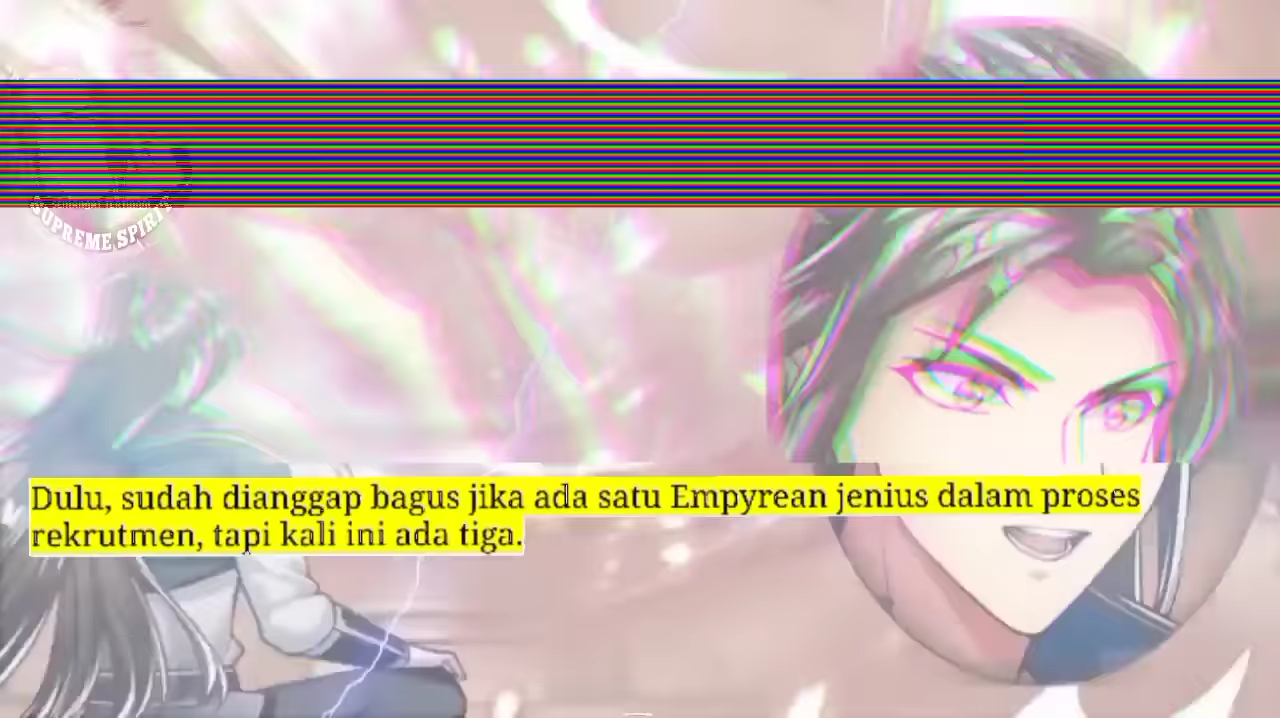 SUPREME SPIRIT
Dulu, sudah dianggap bagus jika ada satu Empyrean jenius dalam proses
rekrutmen, tapi kali ini ada tiga.